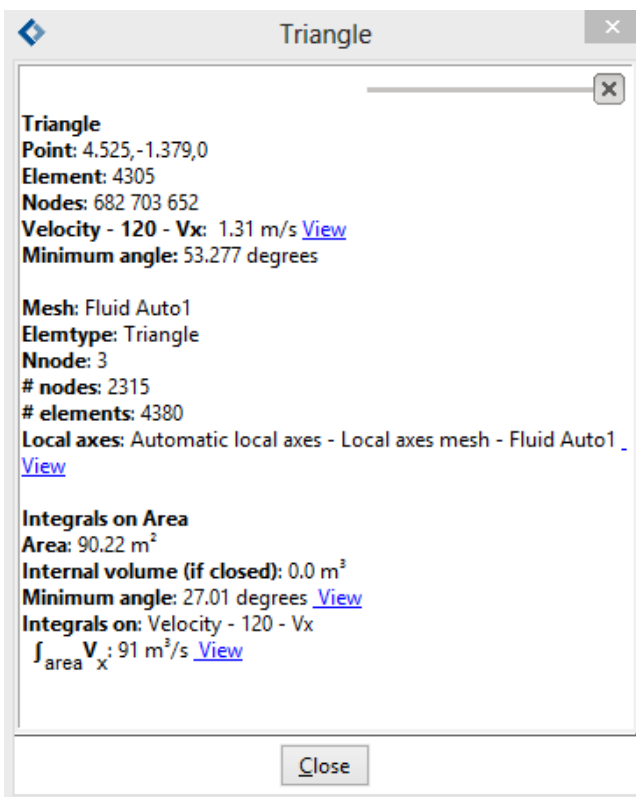 Triangle
Triangle
Point: 4.525,-1.379,0
Element: 4305
Nodes: 682 703 652
Velocity - 120 - Vx: 1.31 m/s View
Minimum angle: 53.277 degrees
Mesh: Fluid Auto1
Elemtype: Triangle
Nnode: 3
# nodes: 2315
# elements: 4380
Local axes: Automatic local axes - Local axes mesh - Fluid Auto1
View
Integrals on Area
Area: 90.22 m²
Internal volume (if closed): 0.0 m³
Minimum angle: 27.01 degrees View
Integrals on: Velocity - 120 - Vx
∫area Vx: 91 m³/s View
Close